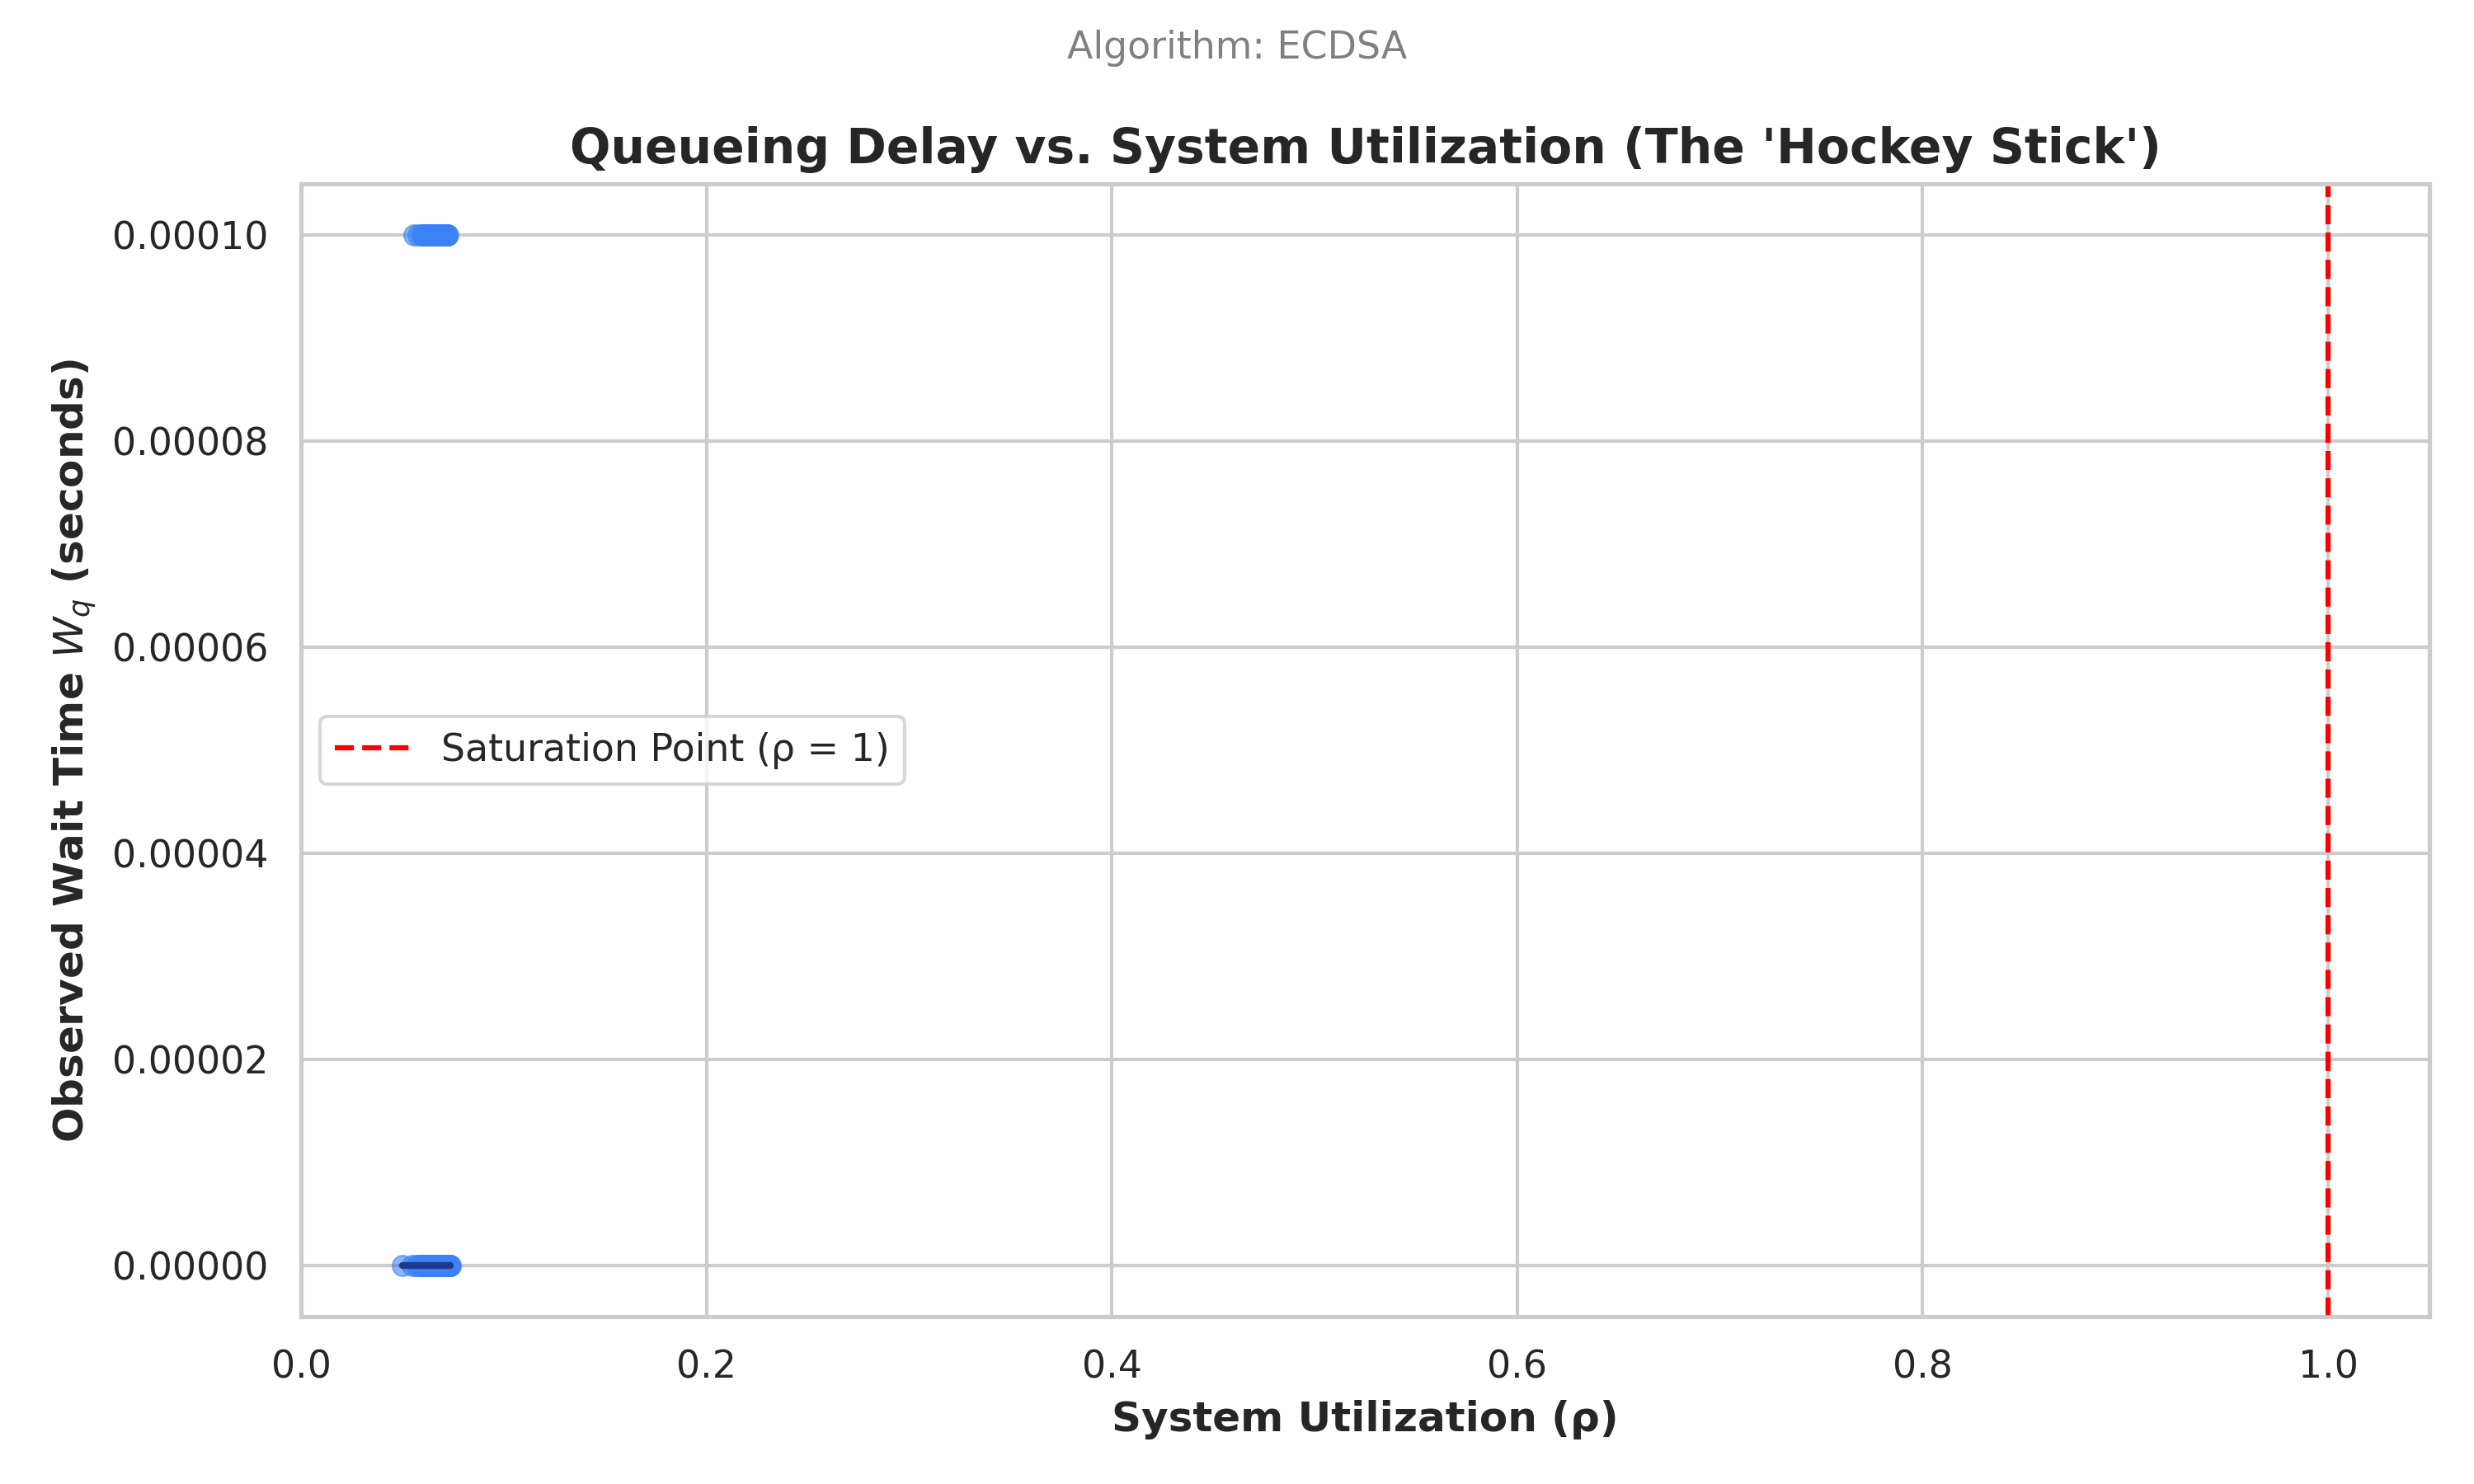 Algorithm: ECDSA
Queueing Delay vs. System Utilization (The 'Hockey Stick')
Observed Wait Time W_q (seconds)
0.00010
0.00008
0.00006
0.00004
0.00002
0.00000
Saturation Point (ρ = 1)
0.0 0.2 0.4 0.6 0.8 1.0
System Utilization (ρ)